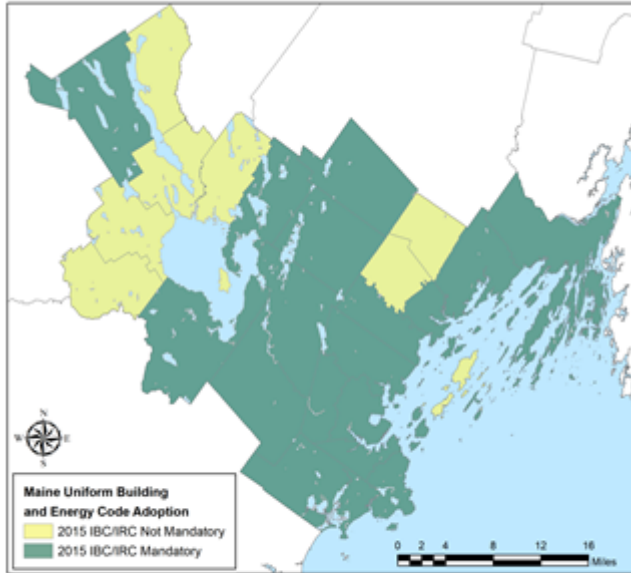 N
W E
S
Maine Uniform Building
and Energy Code Adoption
2015 IBC/IRC Not Mandatory
2015 IBC/IRC Mandatory
0 2 4 8 12 16
Miles